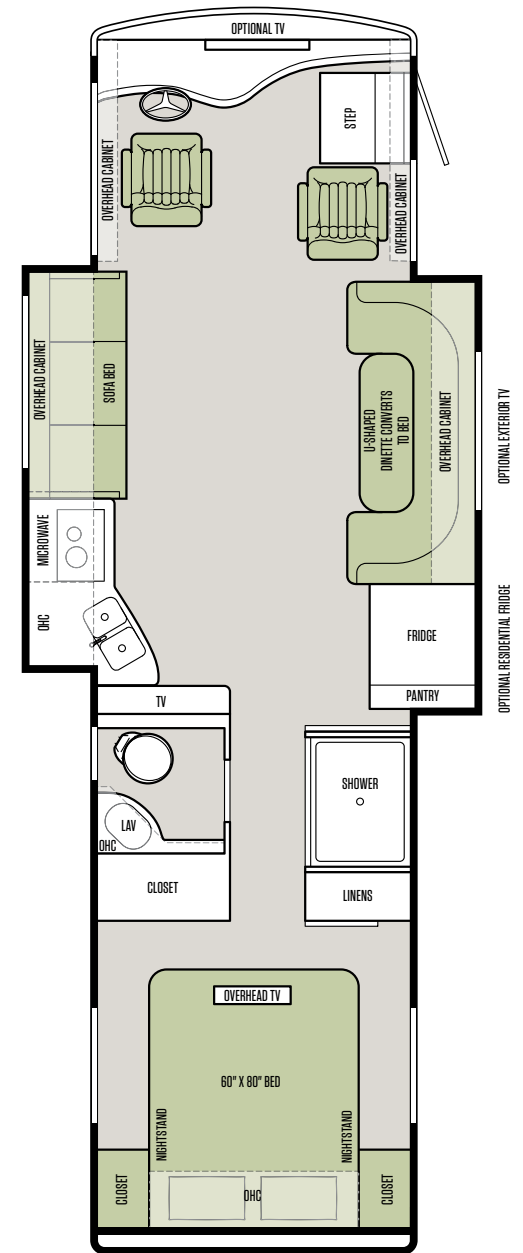 OPTIONAL TV
STEP
OVERHEAD CABINET
OVERHEAD CABINET
OVERHEAD CABINET
SOFA BED
U-SHAPED
DINETTE CONVERTS
TO BED
OVERHEAD CABINET
OPTIONAL EXTERIOR TV
MICROWAVE
OHC
FRIDGE
OPTIONAL RESIDENTIAL FRIDGE
PANTRY
TV
SHOWER
LAV
OHC
CLOSET
LINENS
OVERHEAD TV
60" X 80" BED
NIGHTSTAND
NIGHTSTAND
CLOSET
OHC
CLOSET